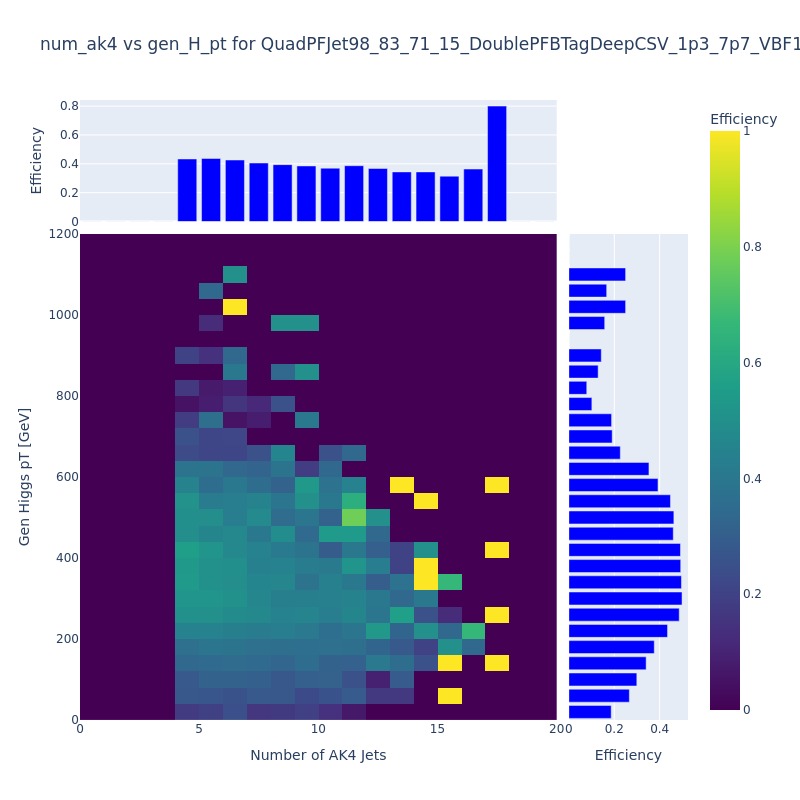 num_ak4 vs gen_H_pt for QuadPFJet98_83_71_15_DoublePFBTagDeepCSV_1p3_7p7_VBF1
Efficiency
0.8
0.6
0.4
0.2
0
Efficiency
1
0.8
0.6
0.4
0.2
0
Gen Higgs pT [GeV]
1200
1000
800
600
400
200
0
0 5 10 15 20
Number of AK4 Jets
0 0.2 0.4
Efficiency